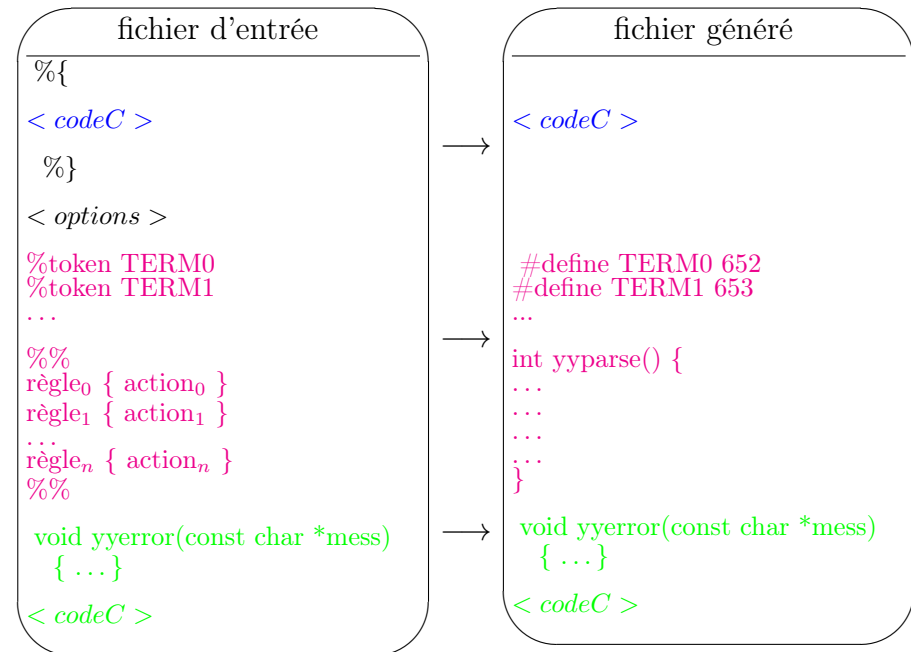 fichier d'entrée
%{
< codeC >
%}
< options >
%token TERM0
%token TERM1
...
%%
règle₀ { action₀ }
règle₁ { action₁ }
...
règleₙ { actionₙ }
%%
void yyerror(const char *mess)
{ ...}
< codeC >
fichier généré
< codeC >
#define TERM0 652
#define TERM1 653
...
int yyparse() {
...
...
...
...
}
void yyerror(const char *mess)
{ ...}
< codeC >